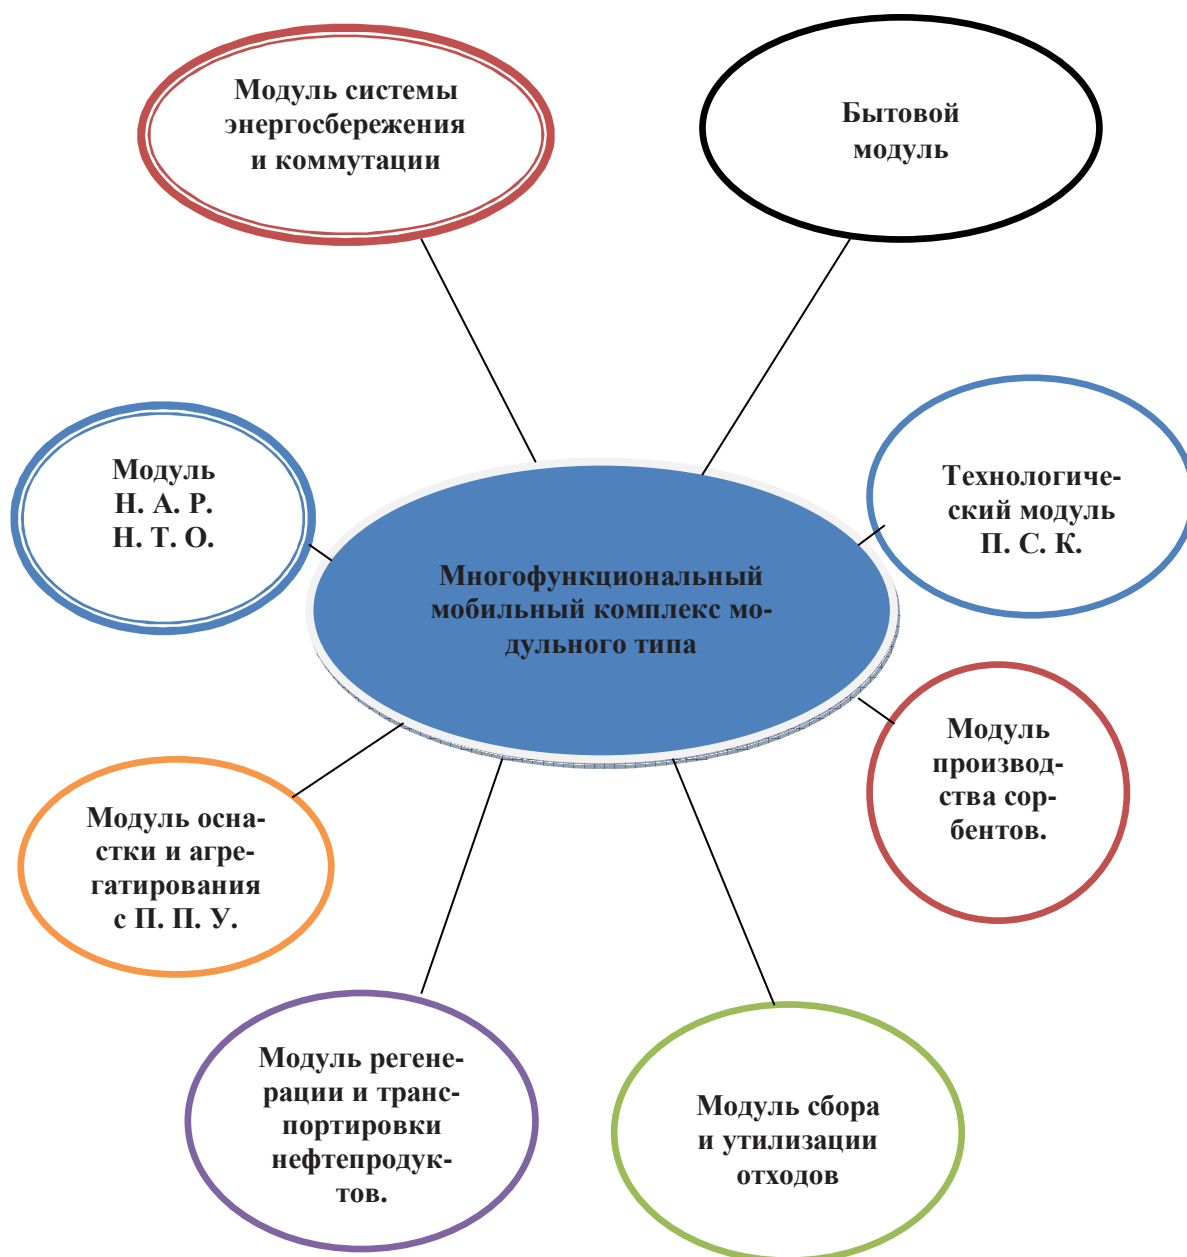 Модуль системы
энергосбережения
и коммутации
Бытовой
модуль
Модуль
Н. А. Р.
Н. Т. О.
Технологиче-
ский модуль
П. С. К.
Многофункциональный
мобильный комплекс мо-
дульного типа
Модуль
производ-
ства сор-
бентов.
Модуль осна-
стки и агре-
гатирования
с П. П. У.
Модуль регене-
рации и транс-
портировки
нефтепродук-
тов.
Модуль сбора
и утилизации
отходов